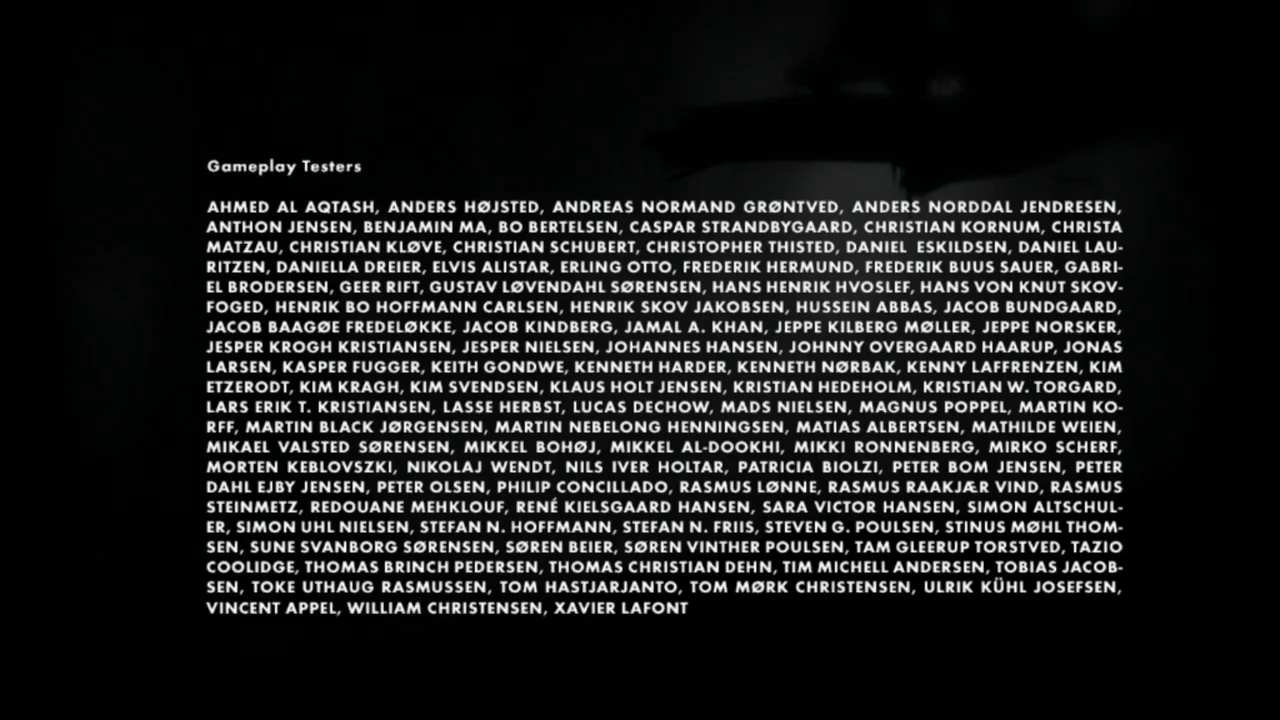 Gameplay Testers
AHMED AL AQTASH, ANDERS HØJSTED, ANDREAS NORMAND GRØNTVED, ANDERS NORDDAL JENDRESEN,
ANTHON JENSEN, BENJAMIN MA, BO BERTELSEN, CASPAR STRANDBYGAARD, CHRISTIAN KORNUM, CHRISTA
MATZAU, CHRISTIAN KLØVE, CHRISTIAN SCHUBERT, CHRISTOPHER THISTED, DANIEL ESKILDSEN, DANIEL LAU-
RITZEN, DANIELLA DREIER, ELVIS ALISTAR, ERLING OTTO, FREDERIK HERMUND, FREDERIK BUUS SAUER, GABRI-
EL BRODERSEN, GEER RIFT, GUSTAV LØVENDAHL SØRENSEN, HANS HENRIK HVOSLEF, HANS VON KNUT SKOV-
FOGED, HENRIK BO HOFFMANN CARLSEN, HENRIK SKOV JAKOBSEN, HUSSEIN ABBAS, JACOB BUNDGAARD,
JACOB BAAGØE FREDELØKKE, JACOB KINDBERG, JAMAL A. KHAN, JEPPE KILBERG MØLLER, JEPPE NORSKER,
JESPER KROGH KRISTIANSEN, JESPER NIELSEN, JOHANNES HANSEN, JOHNNY OVERGAARD HAARUP, JONAS
LARSEN, KASPER FUGGER, KEITH GONDWE, KENNETH HARDER, KENNETH NØRBAK, KENNY LAFFRENZEN, KIM
ETZERODT, KIM KRAGH, KIM SVENDSEN, KLAUS HOLT JENSEN, KRISTIAN HEDEHOLM, KRISTIAN W. TORGARD,
LARS ERIK T. KRISTIANSEN, LASSE HERBST, LUCAS DECHOW, MADS NIELSEN, MAGNUS POPPEL, MARTIN KO-
RFF, MARTIN BLACK JØRGENSEN, MARTIN NEBELONG HENNINGSEN, MATIAS ALBERTSEN, MATHILDE WEIEN,
MIKAEL VALSTED SØRENSEN, MIKKEL BOHØJ, MIKKEL AL-DOOKHI, MIKKI RONNENBERG, MIRKO SCHERF,
MORTEN KEBLOVSZKI, NIKOLAJ WENDT, NILS IVER HOLTAR, PATRICIA BIOLZI, PETER BOM JENSEN, PETER
DAHL EJBY JENSEN, PETER OLSEN, PHILIP CONCILLADO, RASMUS LØNNE, RASMUS RAAKJÆR VIND, RASMUS
STEINMETZ, REDOUANE MEHKLOUF, RENÉ KIELSGAARD HANSEN, SARA VICTOR HANSEN, SIMON ALTSCHUL-
ER, SIMON UHL NIELSEN, STEFAN N. HOFFMANN, STEFAN N. FRIIS, STEVEN G. POULSEN, STINUS MØHL THOM-
SEN, SUNE SVANBORG SØRENSEN, SØREN BEIER, SØREN VINTHER POULSEN, TAM GLEERUP TORSTVED, TAZIO
COOLIDGE, THOMAS BRINCH PEDERSEN, THOMAS CHRISTIAN DEHN, TIM MICHELL ANDERSEN, TOBIAS JACOB-
SEN, TOKE UTHAUG RASMUSSEN, TOM HASTJARJANTO, TOM MØRK CHRISTENSEN, ULRIK KÜHL JOSEFSEN,
VINCENT APPEL, WILLIAM CHRISTENSEN, XAVIER LAFONT